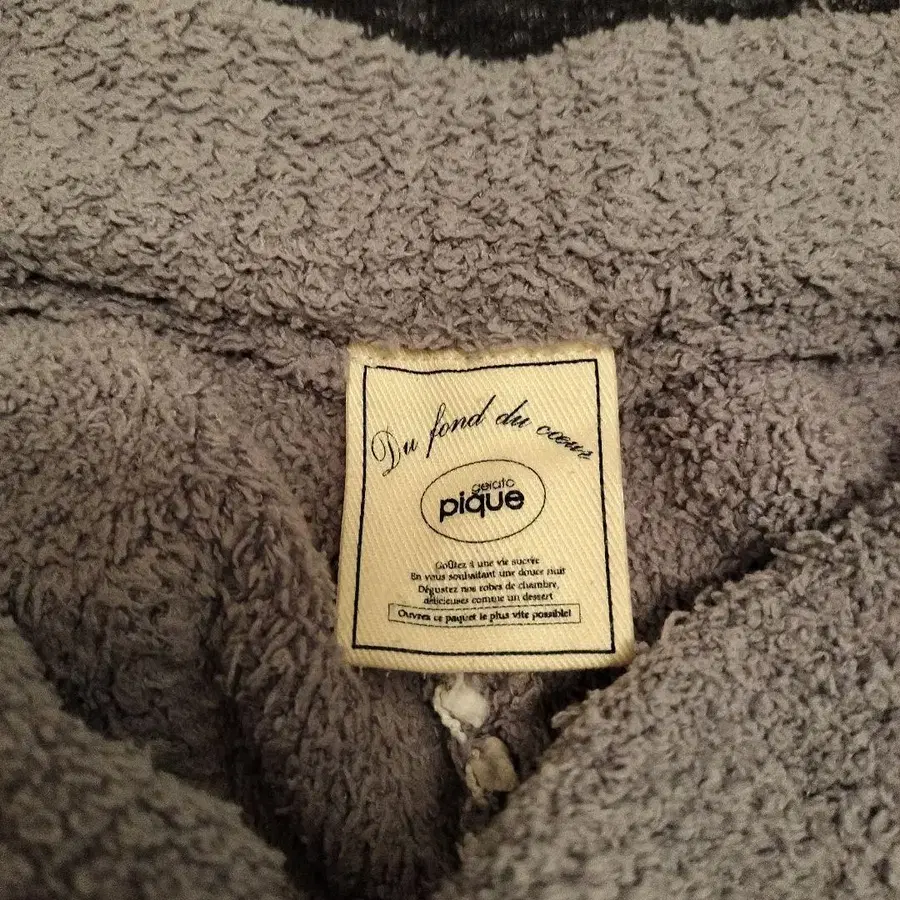 Du fond du cœur
gelato
pique
Goûtez à une vie sucrée
En vous souhaitant une douce nuit
Dégustez nos robes de chambre,
délicieuses comme un dessert
Ouvrez ce paquet le plus vite possible!